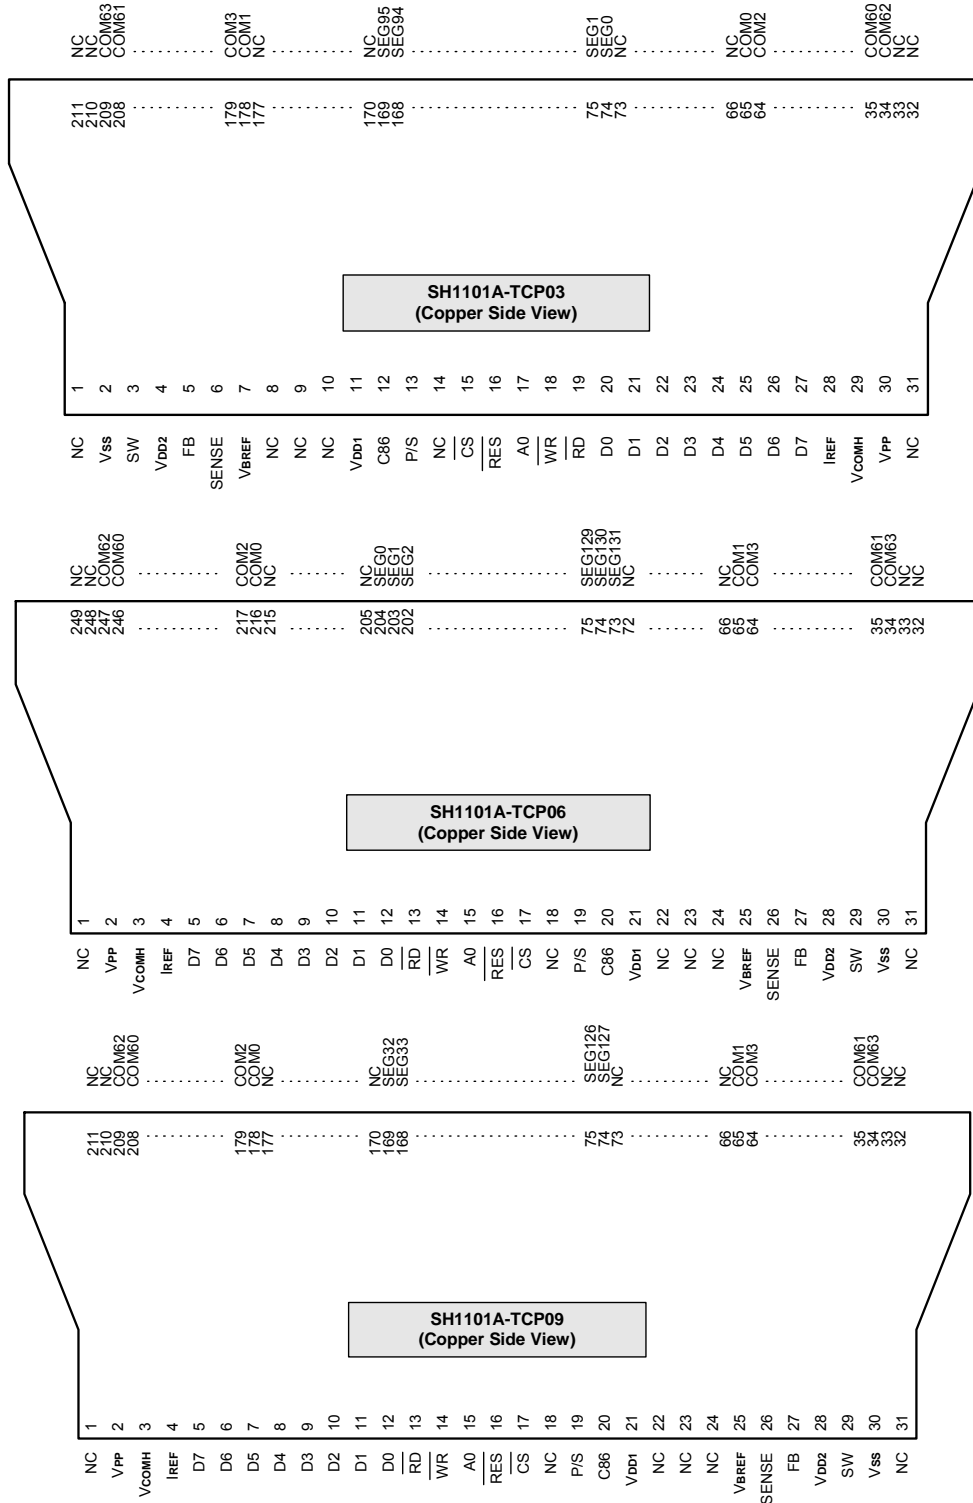 NC NC COM63 COM61 .......... COM3 COM1 NC .......... NC SEG95 SEG94 .......... SEG1 SEG0 NC .......... NC COM0 COM2 .......... COM60 COM62 NC NC
211 210 209 208 .......... 179 178 177 .......... 170 169 168 .......... 75 74 73 .......... 66 65 64 .......... 35 34 33 32
SH1101A-TCP03
(Copper Side View)
1 2 3 4 5 6 7 8 9 10 11 12 13 14 15 16 17 18 19 20 21 22 23 24 25 26 27 28 29 30 31
NC VSS SW VDD2 FB SENSE VBREF NC NC NC VDD1 C86 P/S NC CS RES A0 WR RD D0 D1 D2 D3 D4 D5 D6 D7 IREF VCOMH VPP NC
NC NC COM62 COM60 .......... COM2 COM0 NC .......... NC SEG0 SEG1 SEG2 .......... SEG129 SEG130 SEG131 NC .......... NC COM1 COM3 .......... COM61 COM63 NC NC
249 248 247 246 .......... 217 216 215 .......... 205 204 203 202 .......... 75 74 73 72 .......... 66 65 64 .......... 35 34 33 32
SH1101A-TCP06
(Copper Side View)
1 2 3 4 5 6 7 8 9 10 11 12 13 14 15 16 17 18 19 20 21 22 23 24 25 26 27 28 29 30 31
NC VPP VCOMH IREF D7 D6 D5 D4 D3 D2 D1 D0 RD WR A0 RES CS NC P/S C86 VDD1 NC NC NC VBREF SENSE FB VDD2 SW VSS NC
NC NC COM62 COM60 .......... COM2 COM0 NC .......... NC SEG32 SEG33 .......... SEG126 SEG127 NC .......... NC COM1 COM3 .......... COM61 COM63 NC NC
211 210 209 208 .......... 179 178 177 .......... 170 169 168 .......... 75 74 73 .......... 66 65 64 .......... 35 34 33 32
SH1101A-TCP09
(Copper Side View)
1 2 3 4 5 6 7 8 9 10 11 12 13 14 15 16 17 18 19 20 21 22 23 24 25 26 27 28 29 30 31
NC VPP VCOMH IREF D7 D6 D5 D4 D3 D2 D1 D0 RD WR A0 RES CS NC P/S C86 VDD1 NC NC NC VBREF SENSE FB VDD2 SW VSS NC